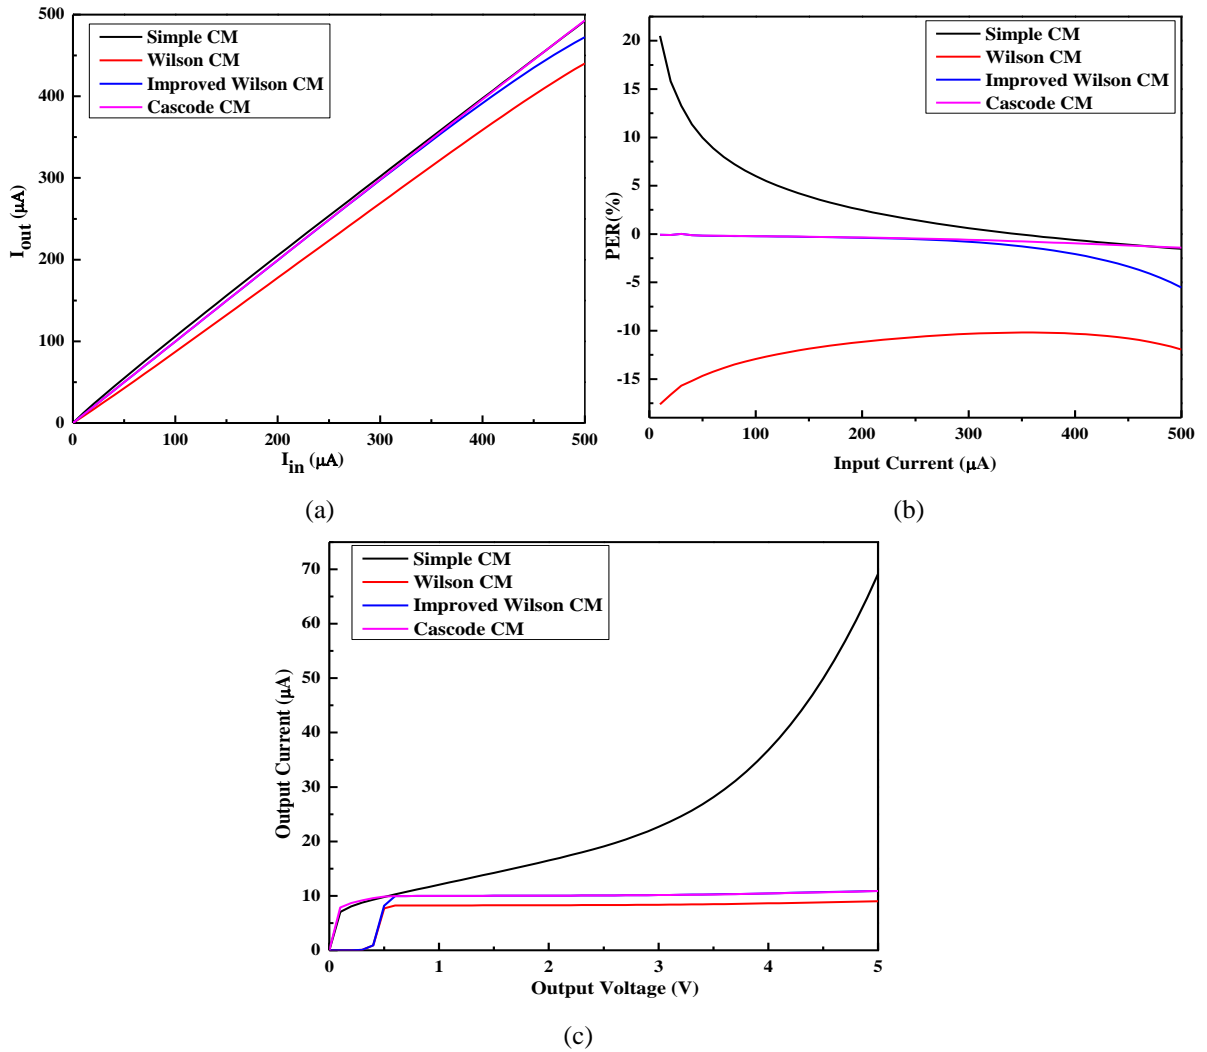 500
400
300
200
100
0
I_out (μA)
Simple CM
Wilson CM
Improved Wilson CM
Cascode CM
0 100 200 300 400 500
I_in (μA)
(a)
20
15
10
5
0
-5
-10
-15
PER(%)
Simple CM
Wilson CM
Improved Wilson CM
Cascode CM
0 100 200 300 400 500
Input Current (μA)
(b)
70
60
50
40
30
20
10
0
Output Current (μA)
Simple CM
Wilson CM
Improved Wilson CM
Cascode CM
0 1 2 3 4 5
Output Voltage (V)
(c)